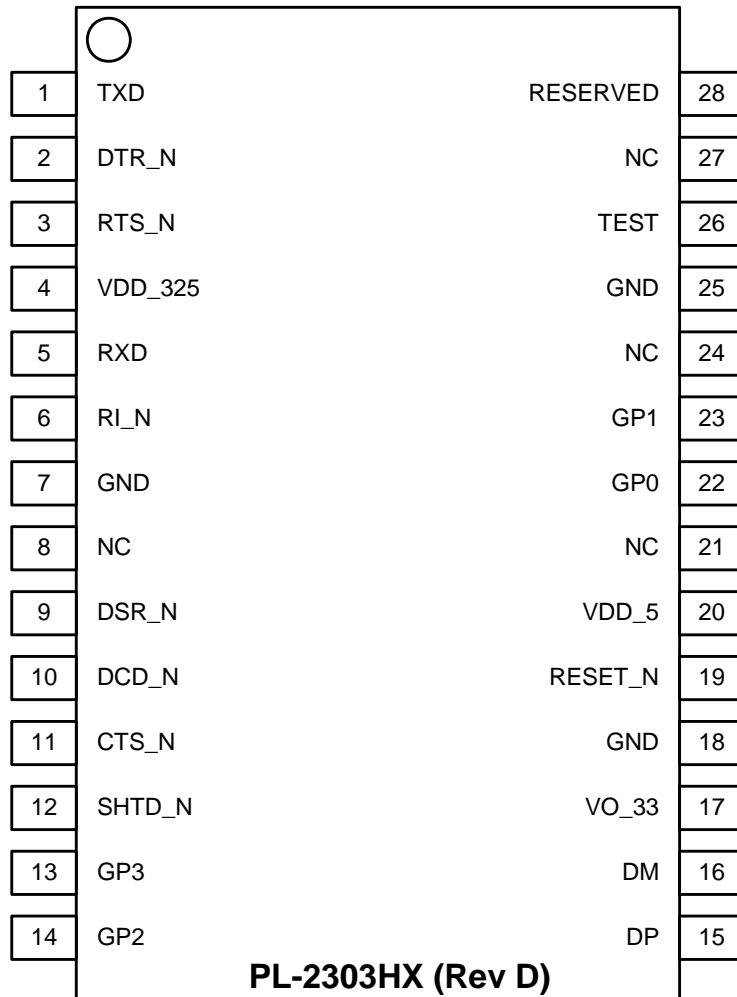 1 TXD RESERVED 28
2 DTR_N NC 27
3 RTS_N TEST 26
4 VDD_325 GND 25
5 RXD NC 24
6 RI_N GP1 23
7 GND GP0 22
8 NC NC 21
9 DSR_N VDD_5 20
10 DCD_N RESET_N 19
11 CTS_N GND 18
12 SHTD_N VO_33 17
13 GP3 DM 16
14 GP2 DP 15
PL-2303HX (Rev D)